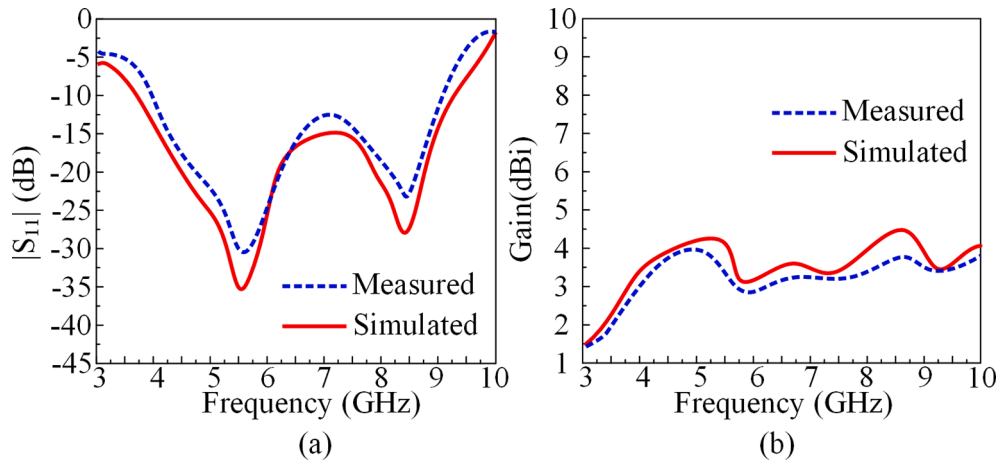 0
-5
-10
-15
-20
-25
-30
-35
-40
-45
|S11| (dB)
Measured
Simulated
3 4 5 6 7 8 9 10
Frequency (GHz)
(a)
10
9
8
7
6
5
4
3
2
1
Gain(dBi)
Measured
Simulated
3 4 5 6 7 8 9 10
Frequency (GHz)
(b)